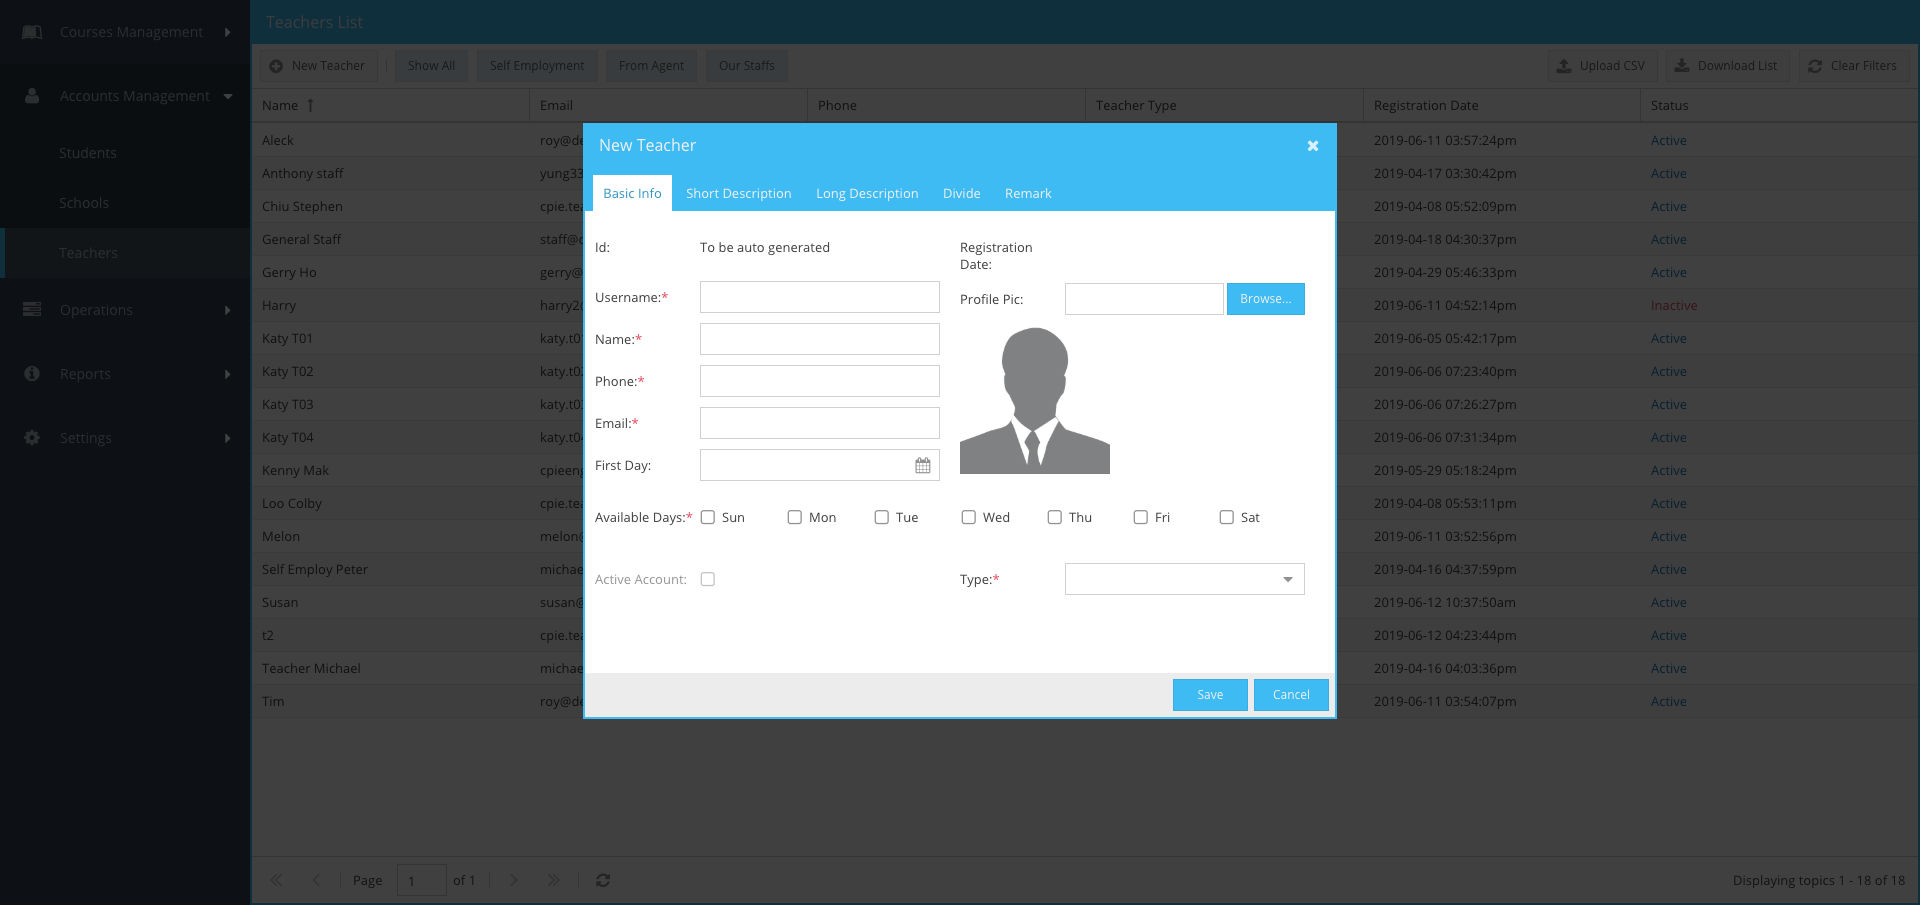 Courses Management
Accounts Management
Students
Schools
Teachers
Operations
Reports
Settings
Teachers List
New Teacher
Show All
Self Employment
From Agent
Our Staffs
Upload CSV
Download List
Clear Filters
Name Email Phone Teacher Type Registration Date Status
Aleck roy@de 2019-06-11 03:57:24pm Active
Anthony staff yung33 2019-04-17 03:30:42pm Active
Chiu Stephen cpie.tea 2019-04-08 05:52:09pm Active
General Staff staff@c 2019-04-18 04:30:37pm Active
Gerry Ho gerry@ 2019-04-29 05:46:33pm Active
Harry harry2 2019-06-11 04:52:14pm Inactive
Katy T01 katy.t0 2019-06-05 05:42:17pm Active
Katy T02 katy.t0 2019-06-06 07:23:40pm Active
Katy T03 katy.t0 2019-06-06 07:26:27pm Active
Katy T04 katy.t0 2019-06-06 07:31:34pm Active
Kenny Mak cpieen 2019-05-29 05:18:24pm Active
Loo Colby cpie.tea 2019-04-08 05:53:11pm Active
Melon melon@ 2019-06-11 03:52:56pm Active
Self Employ Peter michae 2019-04-16 04:37:59pm Active
Susan susan@ 2019-06-12 10:37:50am Active
t2 cpie.tea 2019-06-12 04:23:44pm Active
Teacher Michael michae 2019-04-16 04:03:36pm Active
Tim roy@de 2019-06-11 03:54:07pm Active
New Teacher
Basic Info Short Description Long Description Divide Remark
Id: To be auto generated
Registration
Date:
Username:*
Profile Pic: Browse...
Name:*
Phone:*
Email:*
First Day:
Available Days:* Sun Mon Tue Wed Thu Fri Sat
Active Account:
Type:*
Save Cancel
Page 1 of 1
Displaying topics 1 - 18 of 18